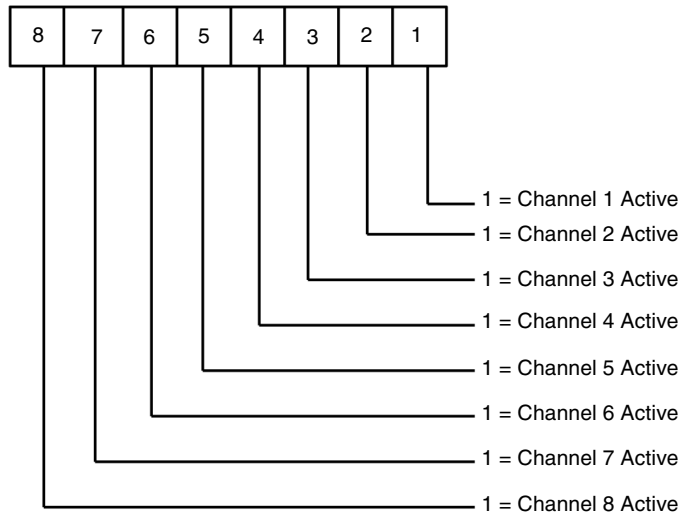 8 7 6 5 4 3 2 1
1 = Channel 1 Active
1 = Channel 2 Active
1 = Channel 3 Active
1 = Channel 4 Active
1 = Channel 5 Active
1 = Channel 6 Active
1 = Channel 7 Active
1 = Channel 8 Active